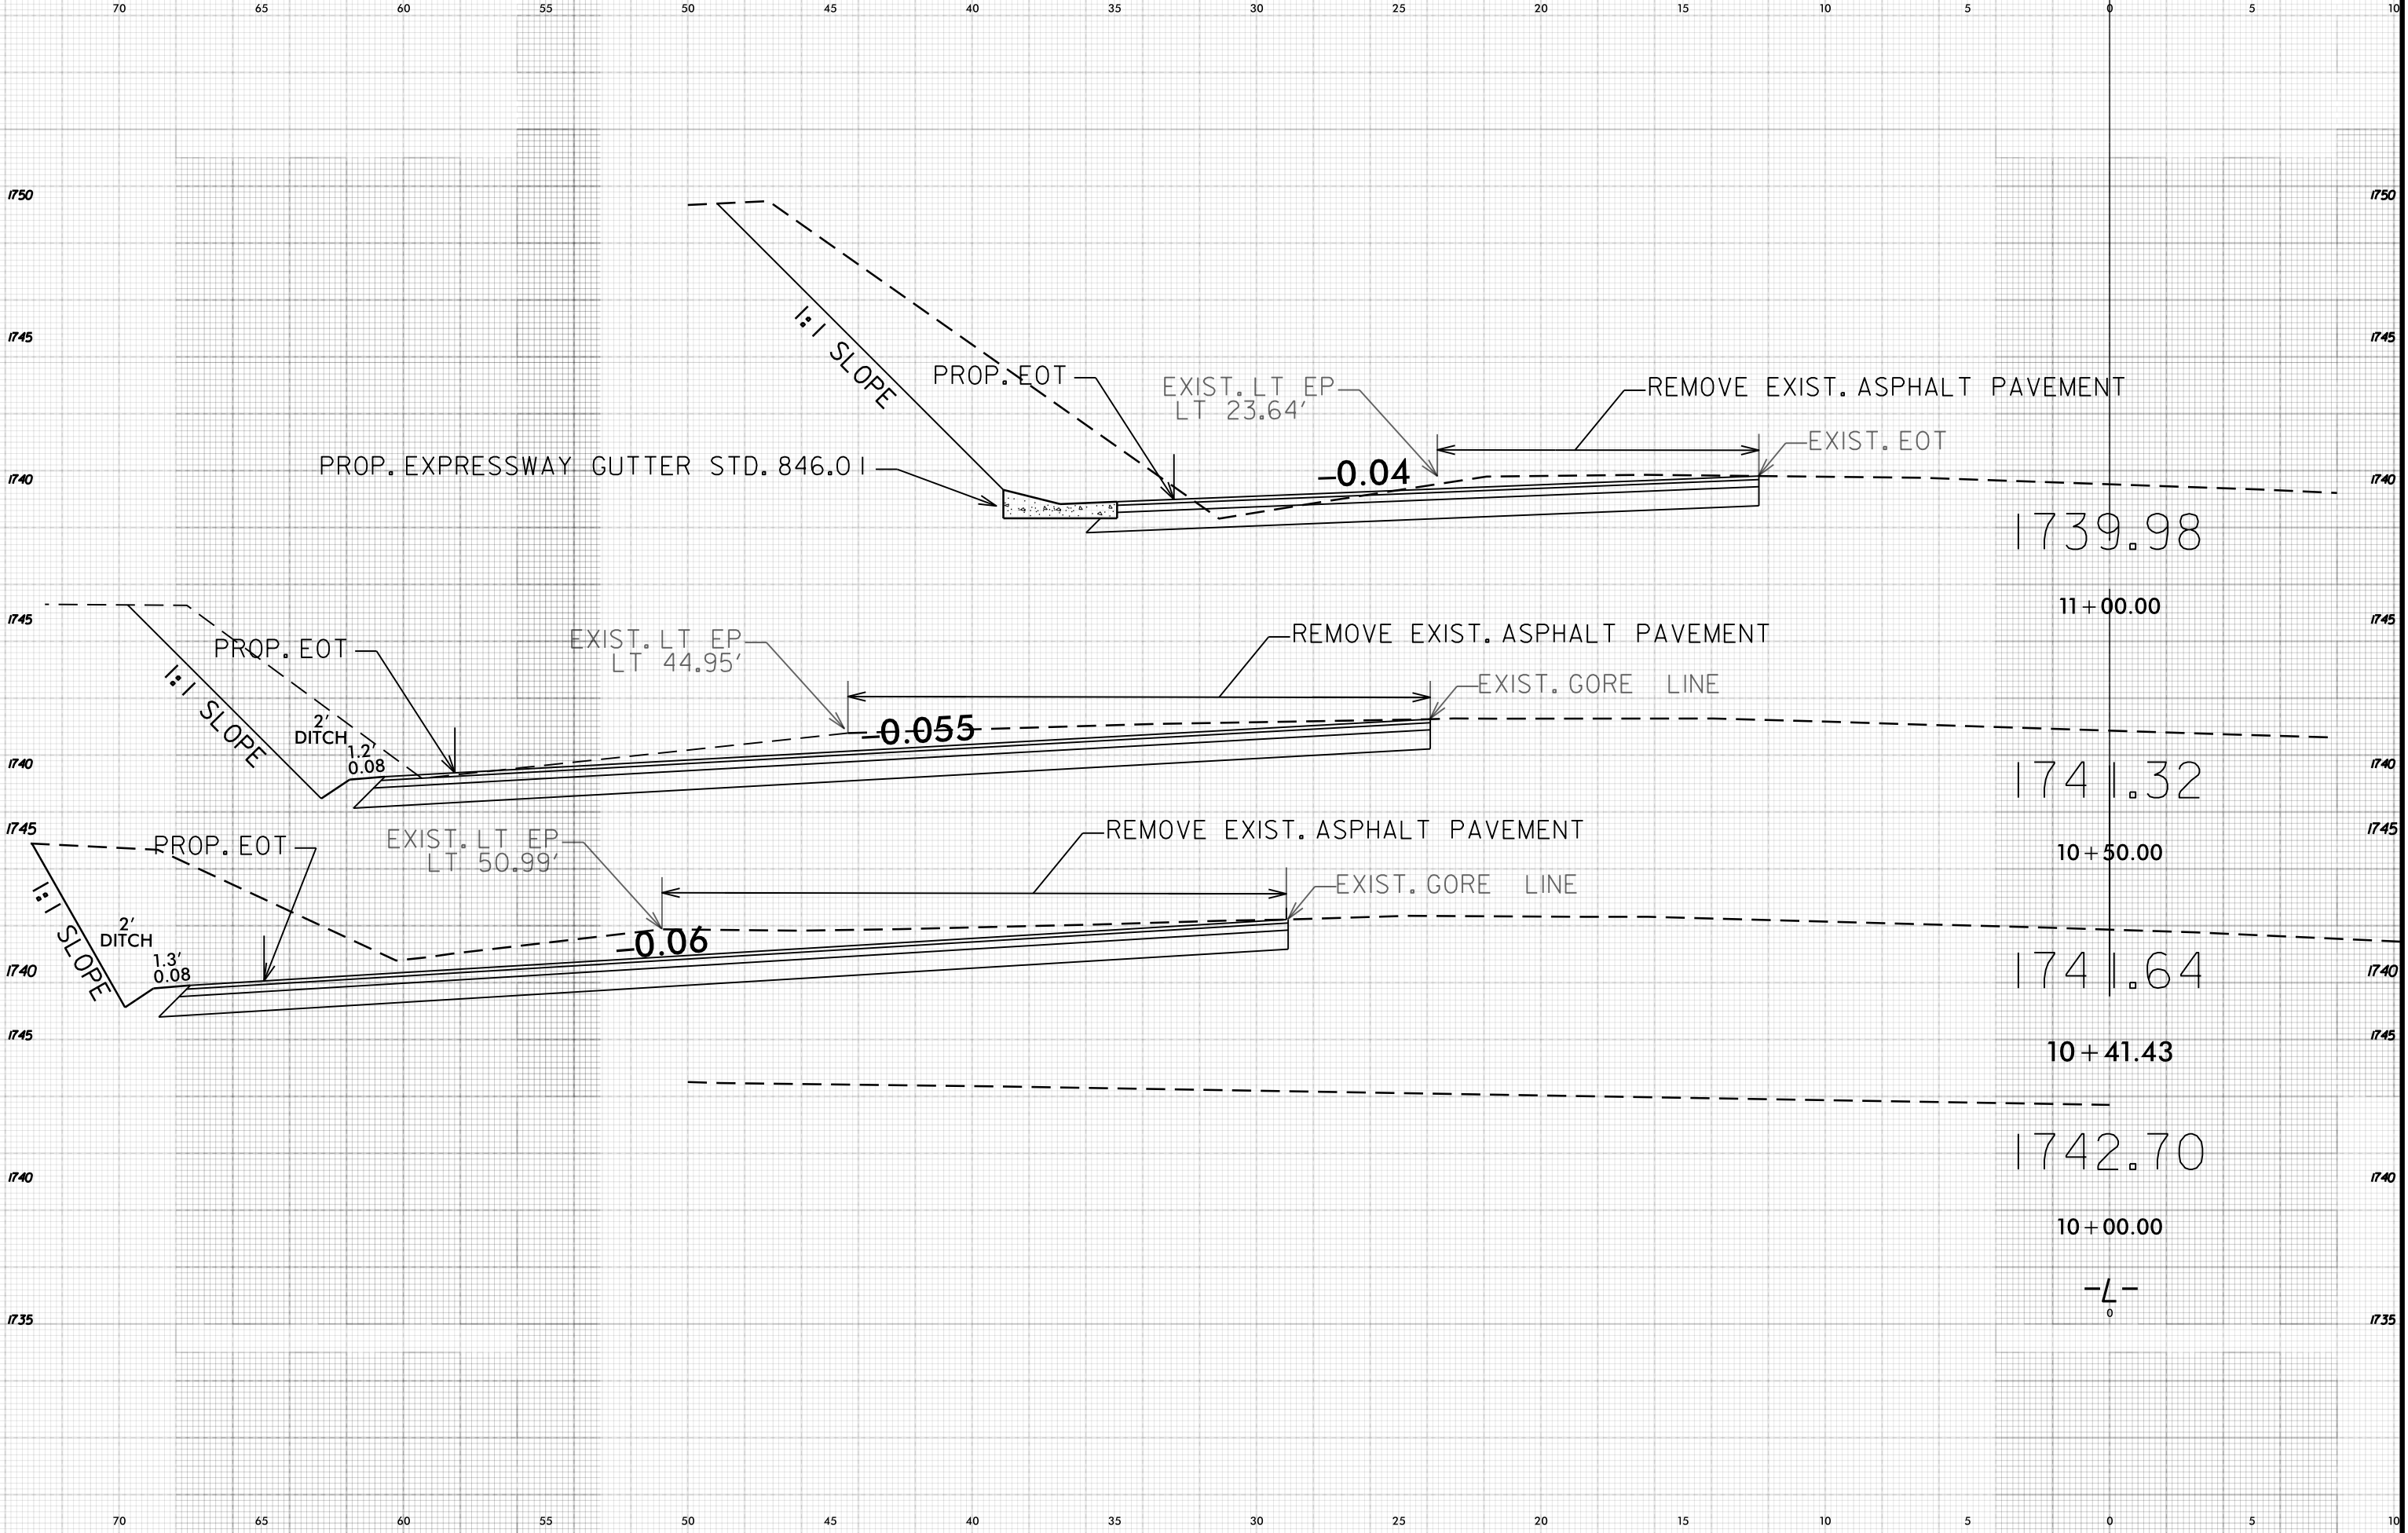 70 65 60 55 50 45 40 35 30 25 20 15 10 5 0 5 10
1750 1750
1745 1745
1:1 SLOPE
PROP. EOT
EXIST. LT EP
LT 23.64'
REMOVE EXIST. ASPHALT PAVEMENT
EXIST. EOT
PROP. EXPRESSWAY GUTTER STD. 846.01
-0.04
1740 1740
1739.98
11+00.00
1745 1745
PROP. EOT
EXIST. LT EP
LT 44.95'
REMOVE EXIST. ASPHALT PAVEMENT
EXIST. GORE LINE
1:1 SLOPE
2'
DITCH
1.2'
0.08
-0.055
1740 1740
1741.32
1745 1745
10+50.00
PROP. EOT
EXIST. LT EP
LT 50.99'
REMOVE EXIST. ASPHALT PAVEMENT
EXIST. GORE LINE
1:1 SLOPE
2'
DITCH
1.3'
0.08
-0.06
1740 1740
1741.64
1745 1745
10+41.43
1742.70
1740 1740
10+00.00
-L-
0
1735 1735
70 65 60 55 50 45 40 35 30 25 20 15 10 5 0 5 10